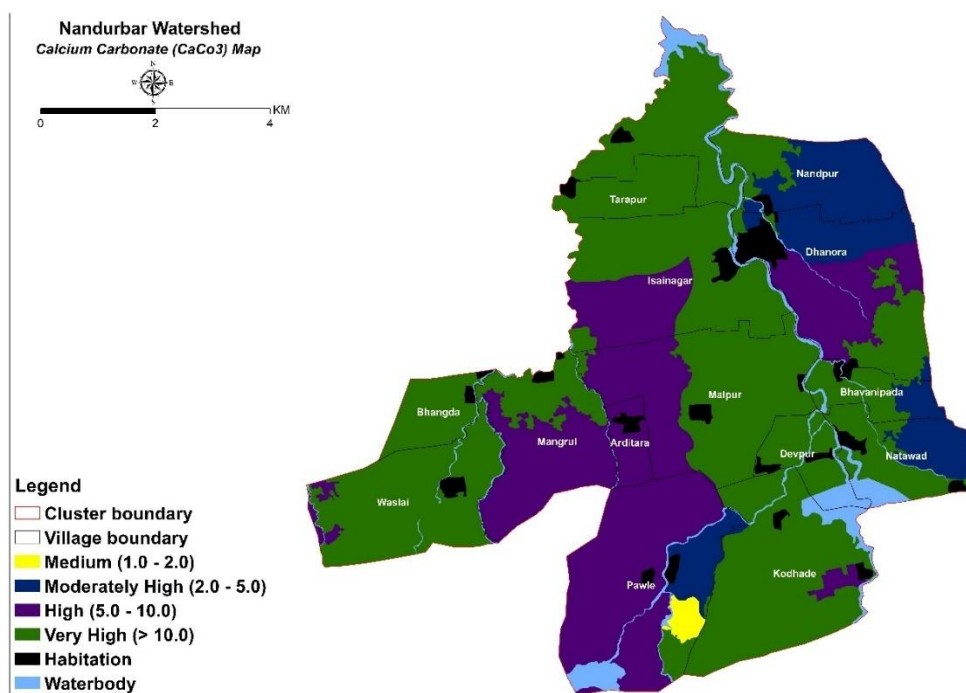 Nandurbar Watershed
Calcium Carbonate (CaCo3) Map
N
W E
S
KM
0 2 4
Nandpur
Tarapur
Dhanora
Isainagar
Bhavanipada
Malpur
Bhangda
Mangrul
Arditara
Devpur
Natawad
Waslai
Kodhade
Pawle
Legend
Cluster boundary
Village boundary
Medium (1.0 - 2.0)
Moderately High (2.0 - 5.0)
High (5.0 - 10.0)
Very High (> 10.0)
Habitation
Waterbody